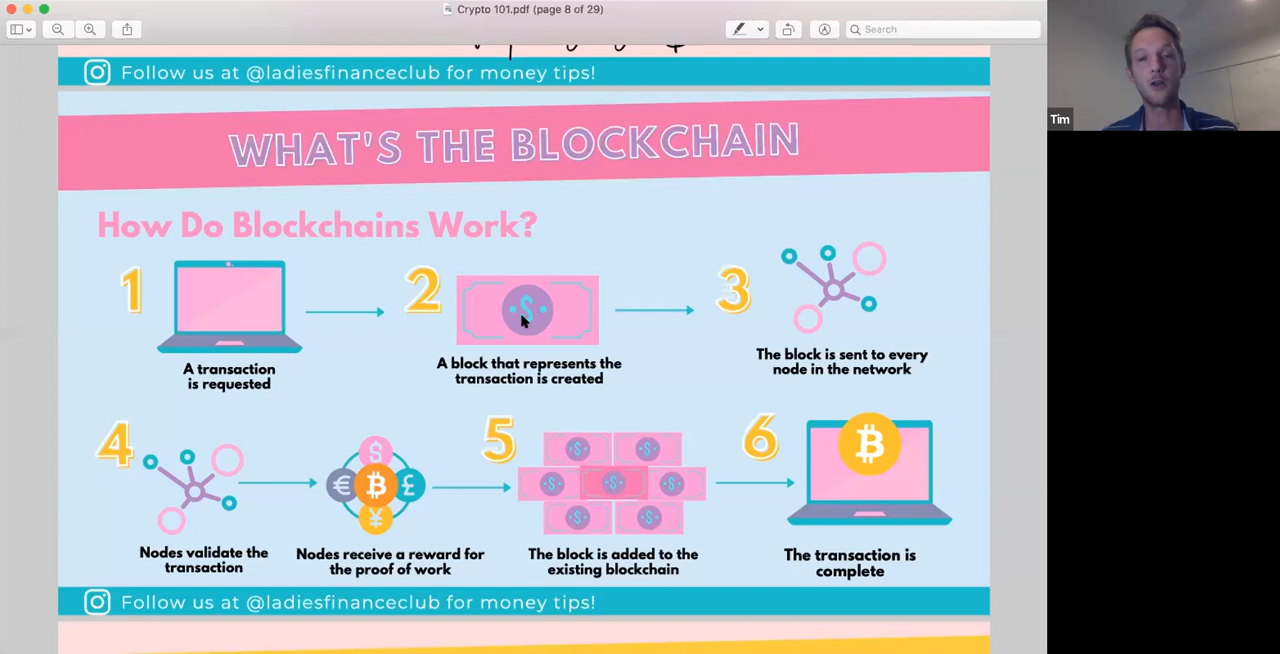 Crypto 101.pdf (page 8 of 29)
Search
Follow us at @ladiesfinanceclub for money tips!
Tim
WHAT'S THE BLOCKCHAIN
How Do Blockchains Work?
1
A transaction
is requested
2
$
A block that represents the
transaction is created
3
The block is sent to every
node in the network
4
Nodes validate the
transaction
$
€ ₿ £
¥
Nodes receive a reward for
the proof of work
5
$ $
$ $ $
$ $
The block is added to the
existing blockchain
6
₿
The transaction is
complete
Follow us at @ladiesfinanceclub for money tips!